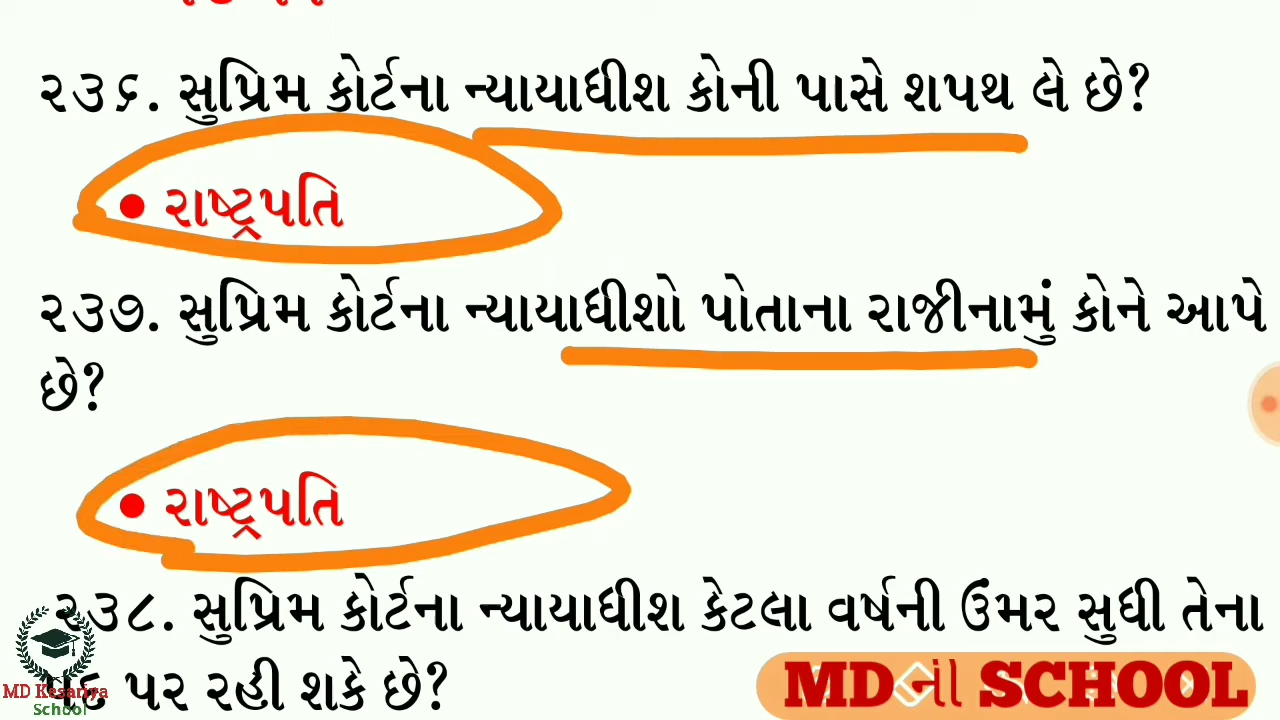 ૨૩૬. સુપ્રિમ કોર્ટના ન્યાયાધીશ કોની પાસે શપથ લે છે?
• રાષ્ટ્રપતિ
૨૩૭. સુપ્રિમ કોર્ટના ન્યાયાધીશો પોતાના રાજીનામું કોને આપે
છે?
• રાષ્ટ્રપતિ
૨૩૮. સુપ્રિમ કોર્ટના ન્યાયાધીશ કેટલા વર્ષની ઉંમર સુધી તેના
પદ પર રહી શકે છે?
MD Kesariya
School
MD ની SCHOOL